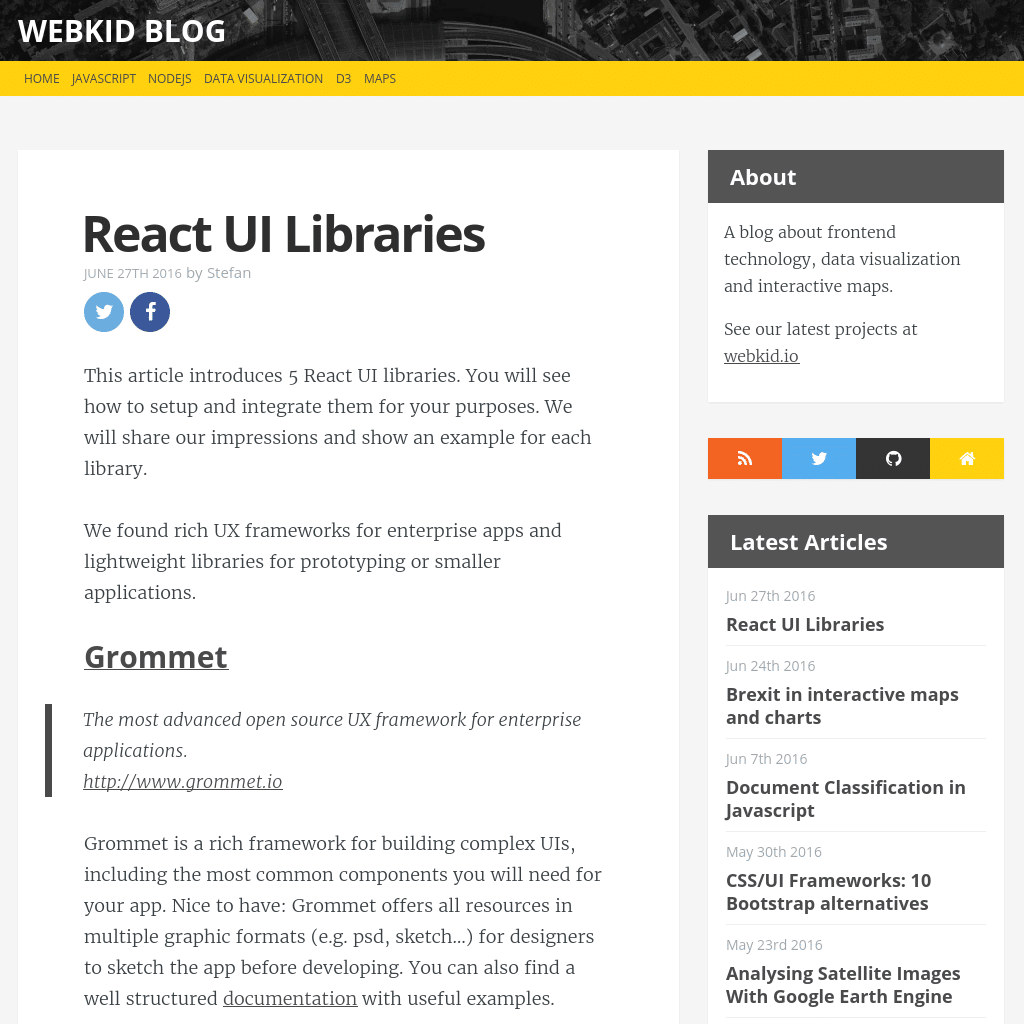 WEBKID BLOG
HOME JAVASCRIPT NODEJS DATA VISUALIZATION D3 MAPS
React UI Libraries
JUNE 27TH 2016 by Stefan
This article introduces 5 React UI libraries. You will see
how to setup and integrate them for your purposes. We
will share our impressions and show an example for each
library.
We found rich UX frameworks for enterprise apps and
lightweight libraries for prototyping or smaller
applications.
Grommet
The most advanced open source UX framework for enterprise
applications.
http://www.grommet.io
Grommet is a rich framework for building complex UIs,
including the most common components you will need for
your app. Nice to have: Grommet offers all resources in
multiple graphic formats (e.g. psd, sketch...) for designers
to sketch the app before developing. You can also find a
well structured documentation with useful examples.
About
A blog about frontend
technology, data visualization
and interactive maps.
See our latest projects at
webkid.io
Latest Articles
Jun 27th 2016
React UI Libraries
Jun 24th 2016
Brexit in interactive maps
and charts
Jun 7th 2016
Document Classification in
Javascript
May 30th 2016
CSS/UI Frameworks: 10
Bootstrap alternatives
May 23rd 2016
Analysing Satellite Images
With Google Earth Engine